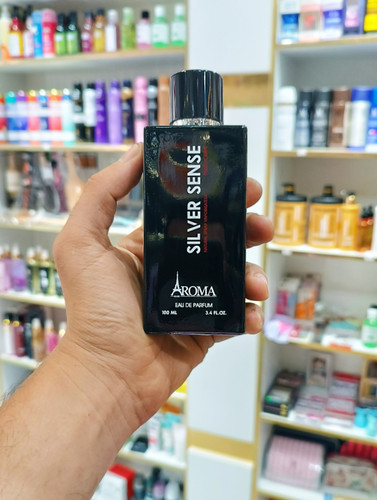 SILVER SENSE
AROMA
EAU DE PARFUM
100 ML 3.4 FL.OZ.